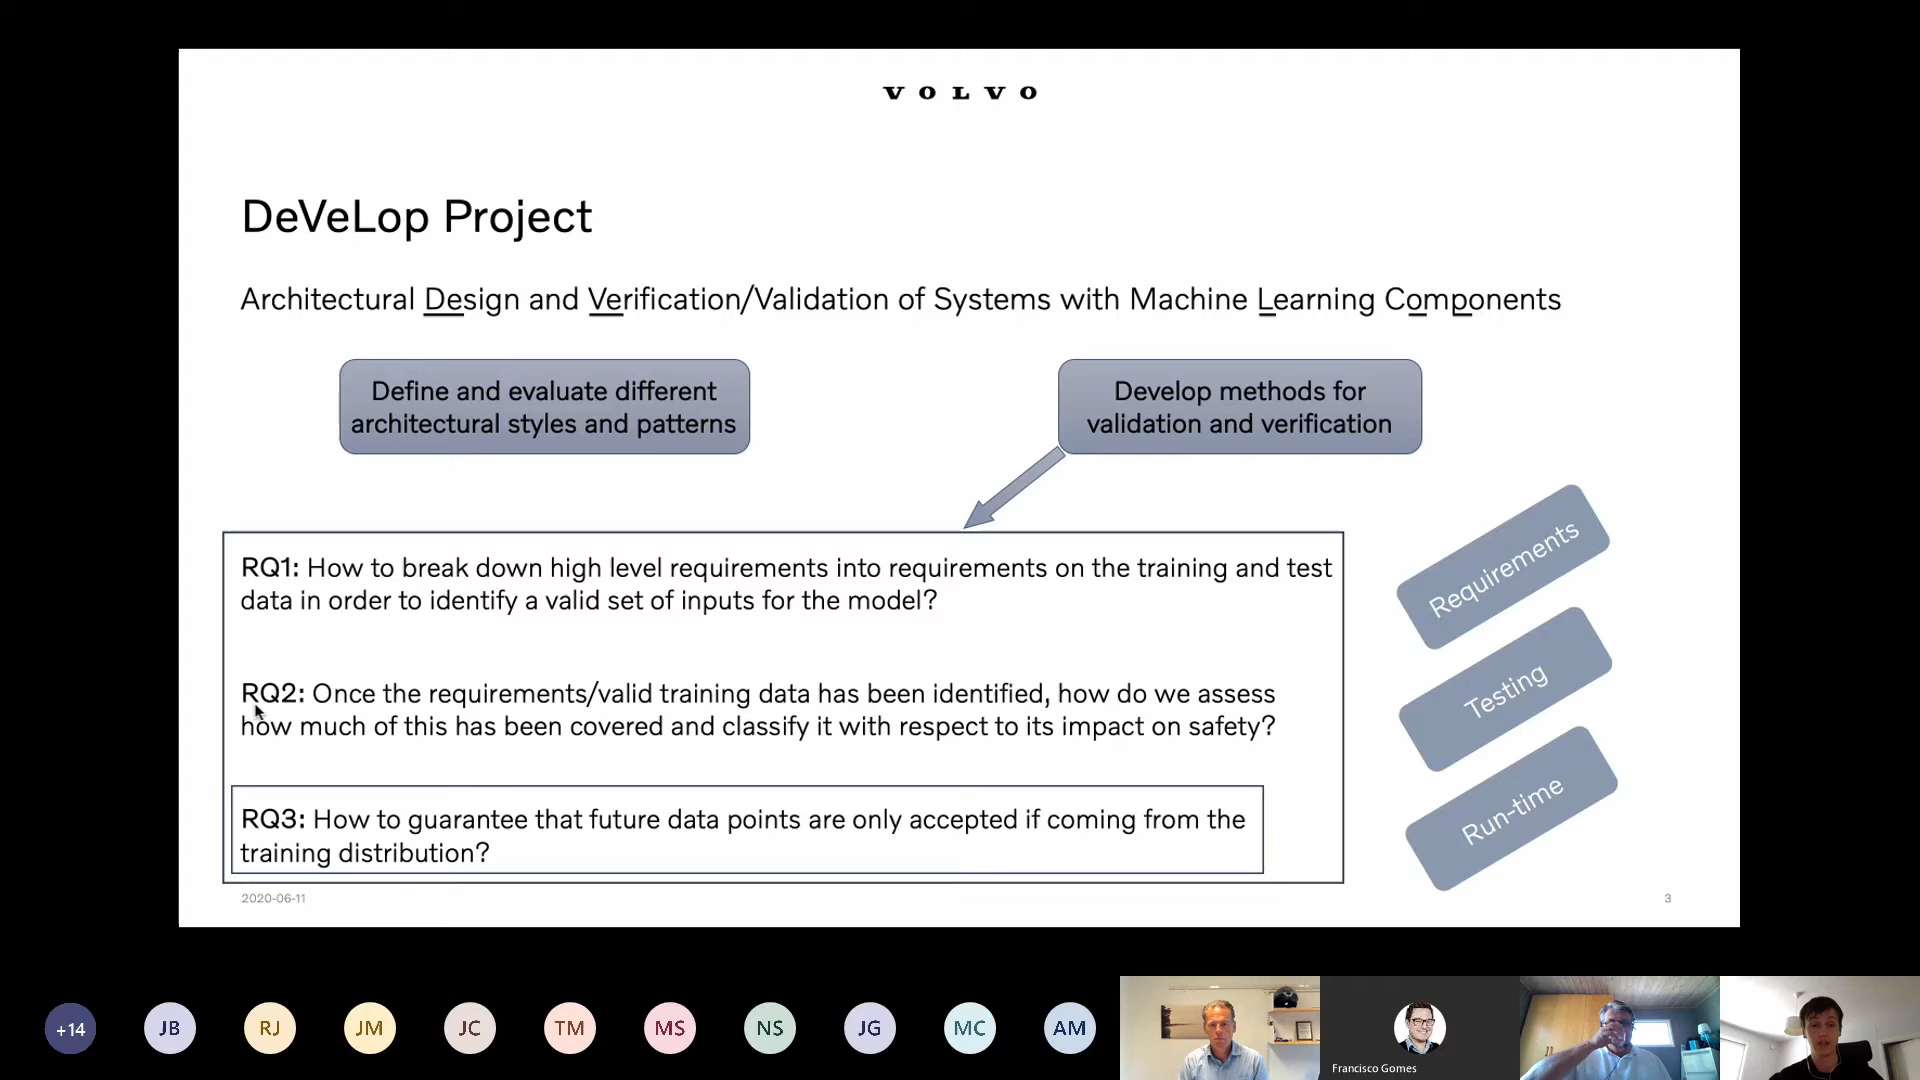 VOLVO
DeVeLop Project
Architectural Design and Verification/Validation of Systems with Machine Learning Components
Define and evaluate different
architectural styles and patterns
Develop methods for
validation and verification
RQ1: How to break down high level requirements into requirements on the training and test
data in order to identify a valid set of inputs for the model?
Requirements
RQ2: Once the requirements/valid training data has been identified, how do we assess
how much of this has been covered and classify it with respect to its impact on safety?
Testing
RQ3: How to guarantee that future data points are only accepted if coming from the
training distribution?
Run-time
2020-06-11
3
+14
JB
RJ
JM
JC
TM
MS
NS
JG
MC
AM
Francisco Gomes